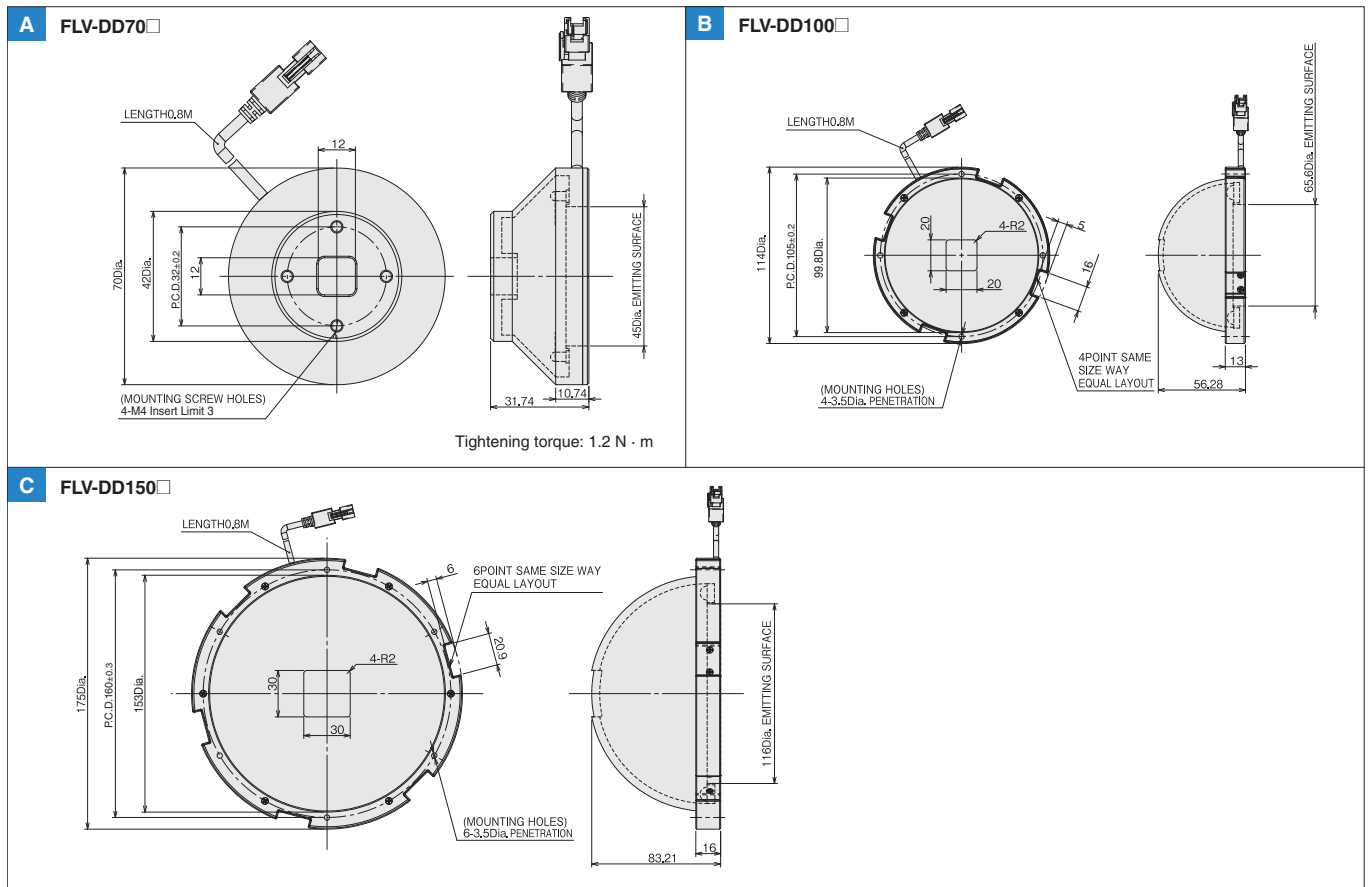 A FLV-DD70□
LENGTH0.8M
12
70Dia.
42Dia.
P.C.D.32±0.2
12
(MOUNTING SCREW HOLES)
4-M4 Insert Limit 3
45Dia. EMITTING SURFACE
10.74
31.74
Tightening torque: 1.2 N · m
B FLV-DD100□
LENGTH0.8M
114Dia.
P.C.D.105±0.2
99.8Dia.
20
4-R2
20
5
16
(MOUNTING HOLES)
4-3.5Dia. PENETRATION
4POINT SAME
SIZE WAY
EQUAL LAYOUT
65.6Dia. EMITTING SURFACE
13
56.28
C FLV-DD150□
LENGTH0.8M
175Dia.
P.C.D.160±0.3
153Dia.
30
4-R2
30
6
6POINT SAME SIZE WAY
EQUAL LAYOUT
20.9
(MOUNTING HOLES)
6-3.5Dia. PENETRATION
116Dia. EMITTING SURFACE
16
83.21